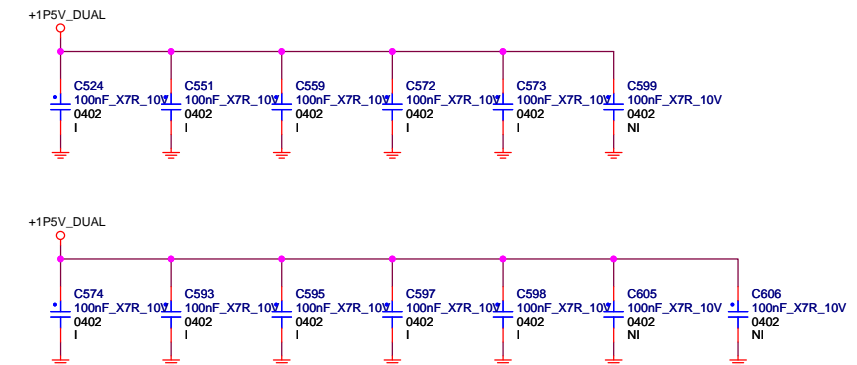 +1P5V_DUAL
C524 C551 C559 C572 C573 C599
100nF_X7R_10V 100nF_X7R_10V 100nF_X7R_10V 100nF_X7R_10V 100nF_X7R_10V 100nF_X7R_10V
0402 0402 0402 0402 0402 0402
I I I I I NI
+1P5V_DUAL
C574 C593 C595 C597 C598 C605 C606
100nF_X7R_10V 100nF_X7R_10V 100nF_X7R_10V 100nF_X7R_10V 100nF_X7R_10V 100nF_X7R_10V 100nF_X7R_10V
0402 0402 0402 0402 0402 0402 0402
I I I I I NI NI